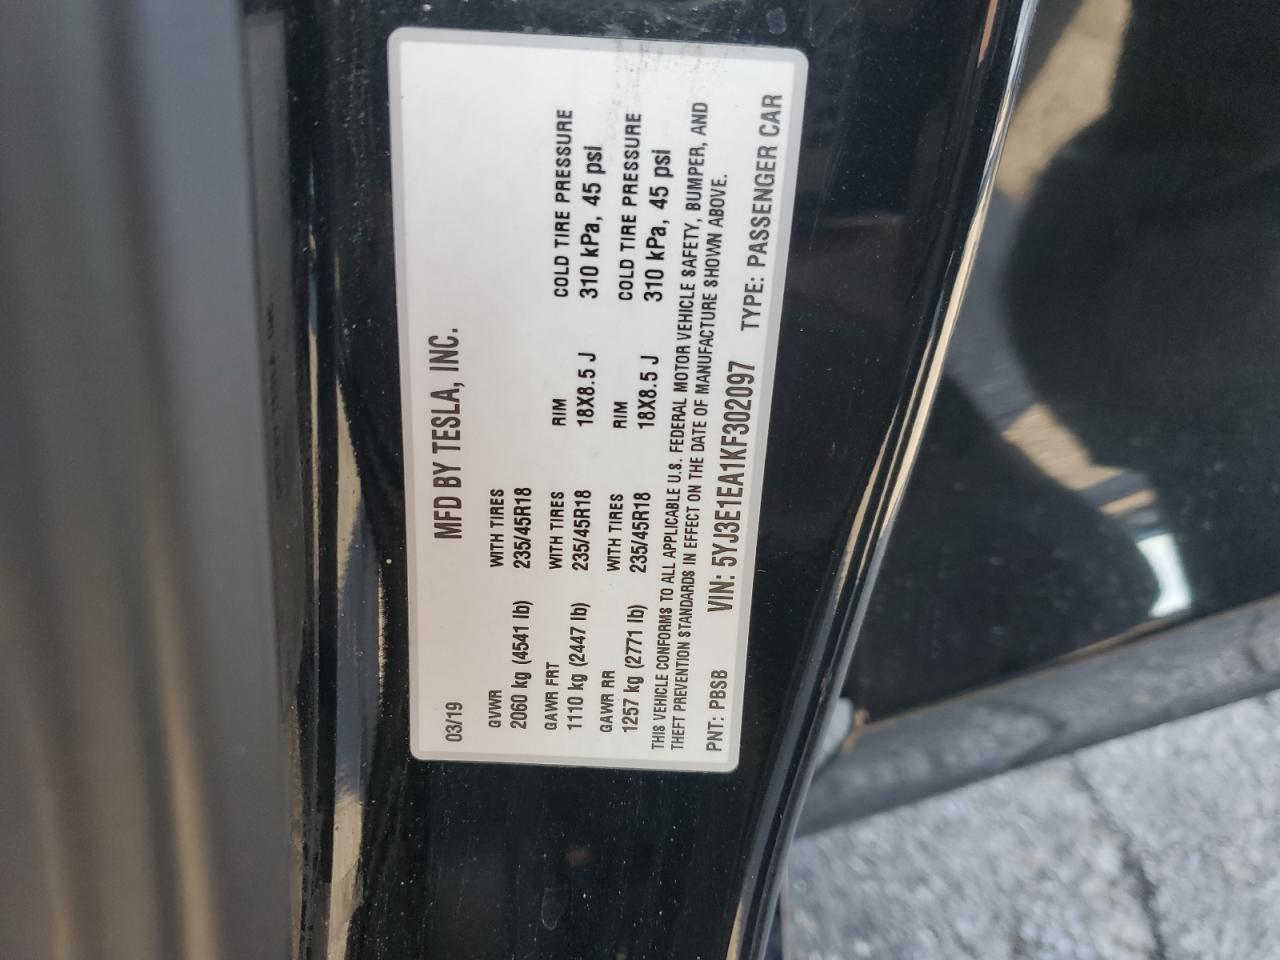 MFD BY TESLA, INC.
03/19
GVWR WITH TIRES
2060 kg (4541 lb) 235/45R18
GAWR FRT WITH TIRES RIM COLD TIRE PRESSURE
1110 kg (2447 lb) 235/45R18 18X8.5 J 310 kPa, 45 psi
GAWR RR WITH TIRES RIM COLD TIRE PRESSURE
1257 kg (2771 lb) 235/45R18 18X8.5 J 310 kPa, 45 psi
THIS VEHICLE CONFORMS TO ALL APPLICABLE U.S. FEDERAL MOTOR VEHICLE SAFETY, BUMPER, AND
THEFT PREVENTION STANDARDS IN EFFECT ON THE DATE OF MANUFACTURE SHOWN ABOVE.
PNT: PBSB VIN: 5YJ3E1EA1KF302097 TYPE: PASSENGER CAR